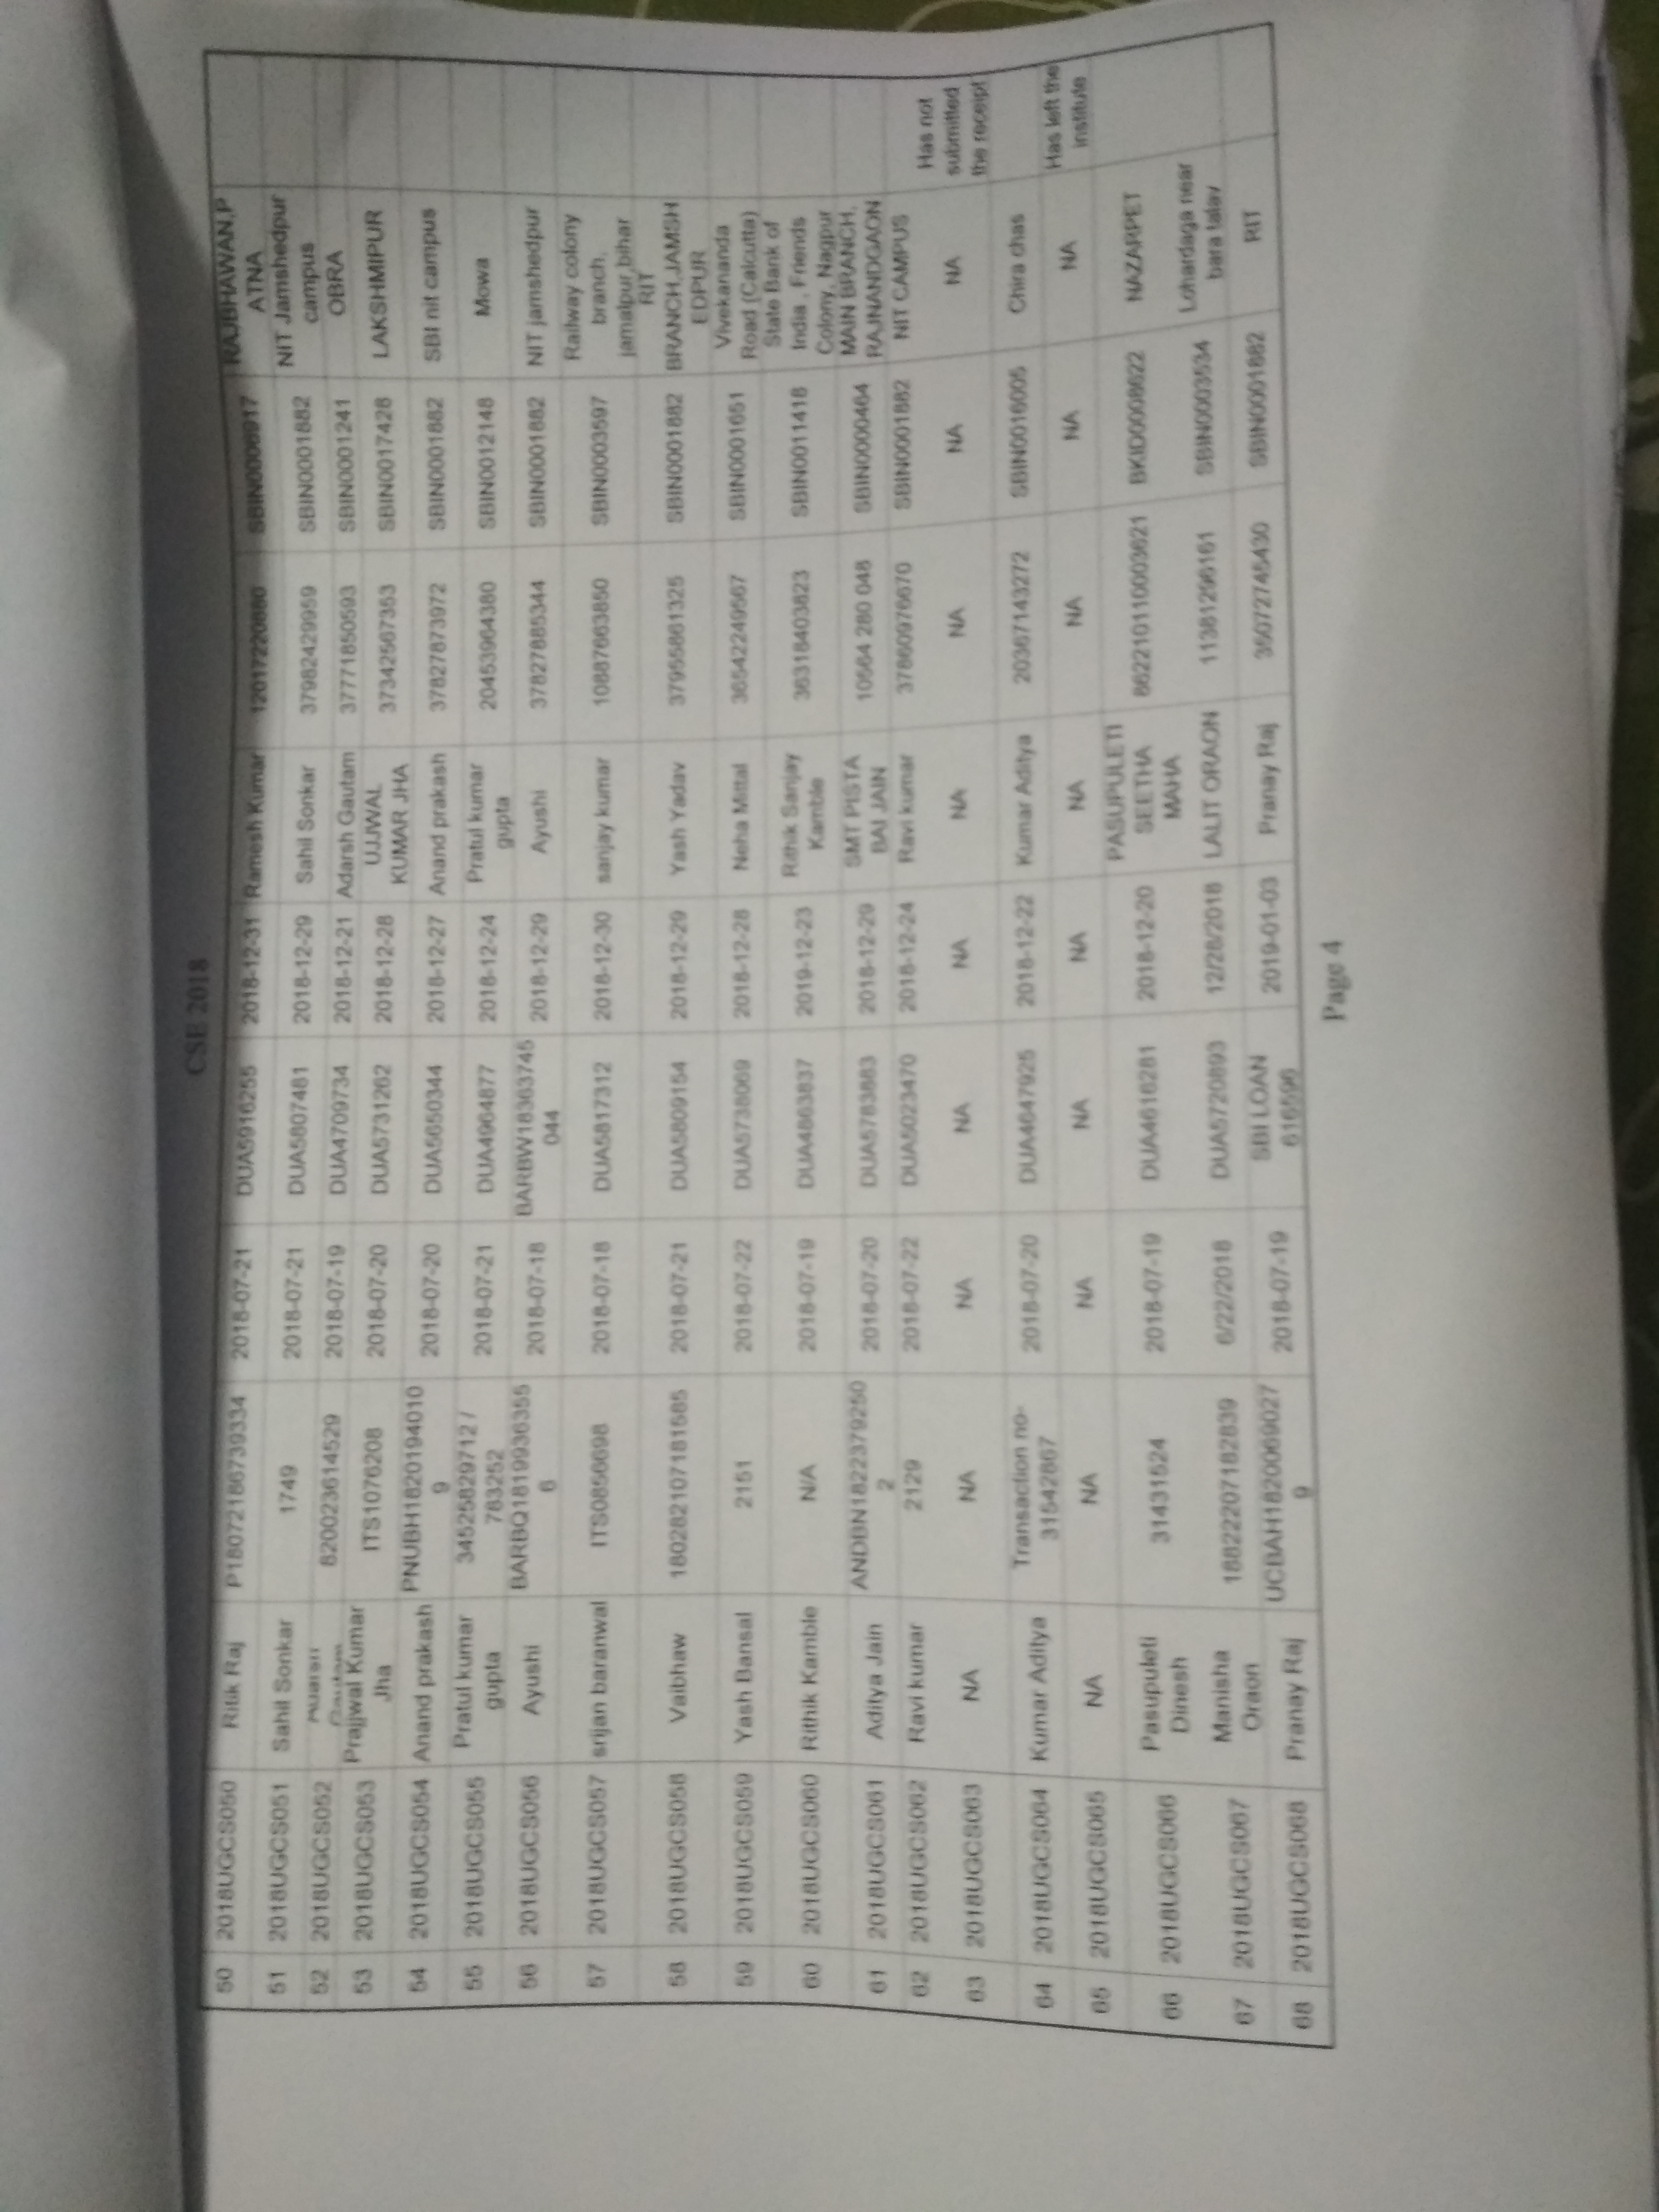 CSE 2018
50 2018UGCS050 Ritik Raj P18072186739334 2018-07-21 DUA5916255 2018-12-31 Ramesh Kumar 12017220880 SBIN0006917 RAJBHAWAN,P
ATNA
51 2018UGCS051 Sahil Sonkar 1749 2018-07-21 DUA5807481 2018-12-29 Sahil Sonkar 37982429959 SBIN0001882 NIT Jamshedpur
campus
52 2018UGCS052 Adarsh
Gautam 820023614529 2018-07-19 DUA4709734 2018-12-21 Adarsh Gautam 37771850593 SBIN0001241 OBRA
53 2018UGCS053 Prajjwal Kumar
Jha ITS1076208 2018-07-20 DUA5731262 2018-12-28 UJJWAL
KUMAR JHA 37342567353 SBIN0017428 LAKSHMIPUR
54 2018UGCS054 Anand prakash PNUBH1820194010
9 2018-07-20 DUA5650344 2018-12-27 Anand prakash 37827873972 SBIN0001882 SBI nit campus
55 2018UGCS055 Pratul kumar
gupta 34525829712 /
783252 2018-07-21 DUA4964877 2018-12-24 Pratul kumar
gupta 20453964380 SBIN0012148 Mowa
56 2018UGCS056 Ayushi BARBQ1819936355
6 2018-07-18 BARBW18363745
044 2018-12-29 Ayushi 37827885344 SBIN0001882 NIT jamshedpur
57 2018UGCS057 srijan baranwal ITS0856698 2018-07-18 DUA5817312 2018-12-30 sanjay kumar 10887663850 SBIN0003597 Railway colony
branch,
jamalpur,bihar
58 2018UGCS058 Vaibhaw 180282107181585 2018-07-21 DUA5809154 2018-12-29 Yash Yadav 37955861325 SBIN0001882 RIT
BRANCH,JAMSH
EDPUR
59 2018UGCS059 Yash Bansal 2151 2018-07-22 DUA5738069 2018-12-28 Neha Mittal 36542249567 SBIN0001651 Vivekananda
Road (Calcutta)
60 2018UGCS060 Rithik Kamble N/A 2018-07-19 DUA4863837 2019-12-23 Rithik Sanjay
Kamble 36318403823 SBIN0011418 State Bank of
India , Friends
Colony, Nagpur
61 2018UGCS061 Aditya Jain ANDBN1822379250
2 2018-07-20 DUA5783883 2018-12-29 SMT PISTA
BAI JAIN 10564 280 048 SBIN0000464 MAIN BRANCH,
RAJNANDGAON
62 2018UGCS062 Ravi kumar 2129 2018-07-22 DUA5023470 2018-12-24 Ravi kumar 37860976670 SBIN0001882 NIT CAMPUS
63 2018UGCS063 NA NA NA NA NA NA NA NA NA Has not
submitted
the receipt
64 2018UGCS064 Kumar Aditya Transaction no-
31542867 2018-07-20 DUA4647925 2018-12-22 Kumar Aditya 20367143272 SBIN0016005 Chira chas
65 2018UGCS065 NA NA NA NA NA NA NA NA NA Has left the
institute
66 2018UGCS066 Pasupuleti
Dinesh 31431524 2018-07-19 DUA4616281 2018-12-20 PASUPULETI
SEETHA
MAHA 862210110003621 BKID0008622 NAZARPET
67 2018UGCS067 Manisha
Oraon 188222207182839 6/22/2018 DUA5720893 12/28/2018 LALIT ORAON 11381296161 SBIN0003534 Lohardaga near
bara talav
68 2018UGCS068 Pranay Raj UCBAH1820069027
9 2018-07-19 SBI LOAN
616596 2019-01-03 Pranay Raj 35072745430 SBIN0001882 RIT
Page 4